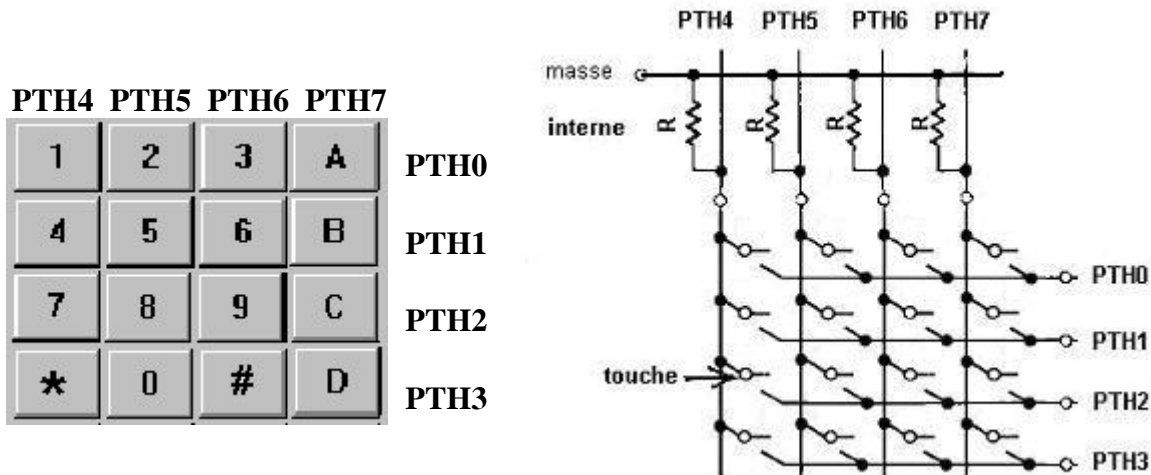 PTH4 PTH5 PTH6 PTH7
1 2 3 A PTH0
4 5 6 B PTH1
7 8 9 C PTH2
* 0 # D PTH3
PTH4 PTH5 PTH6 PTH7
masse
interne R R R R
PTH0
PTH1
touche
PTH2
PTH3